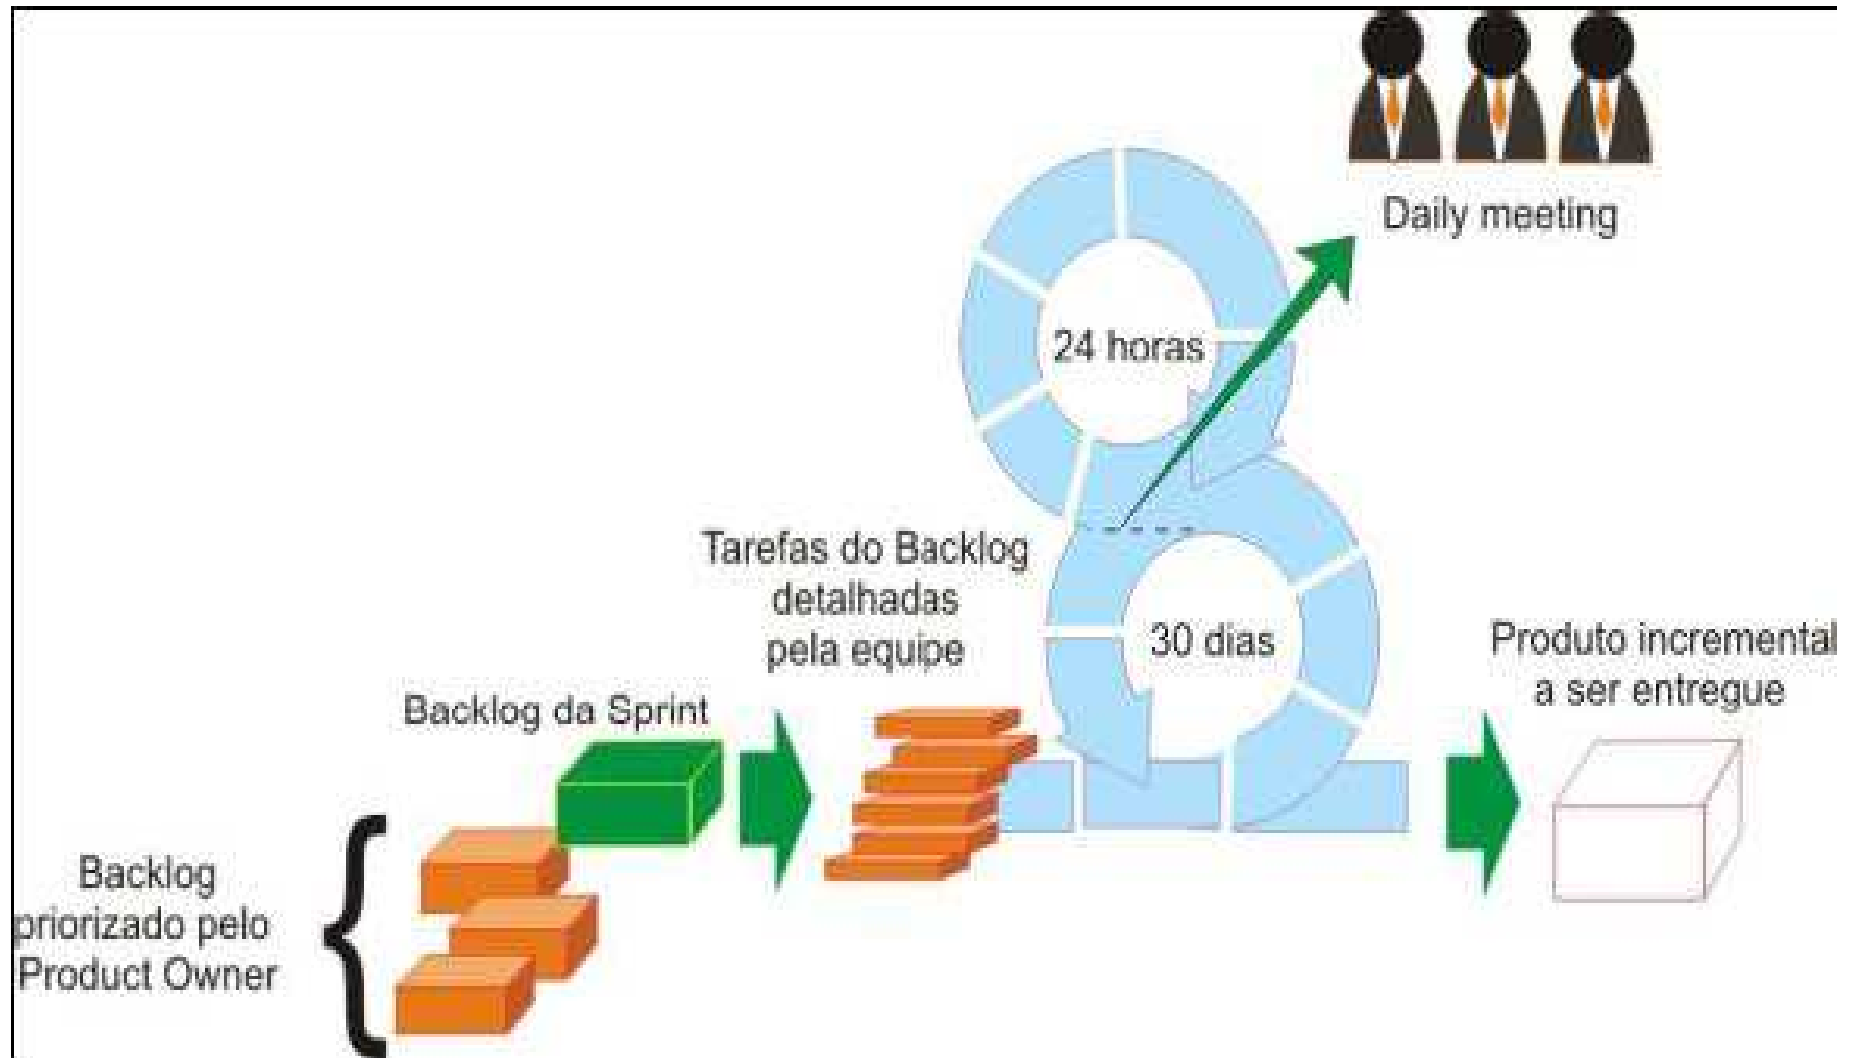 Daily meeting
24 horas
Tarefas do Backlog
detalhadas
pela equipe
30 dias
Produto incremental
a ser entregue
Backlog da Sprint
Backlog
priorizado pelo
Product Owner